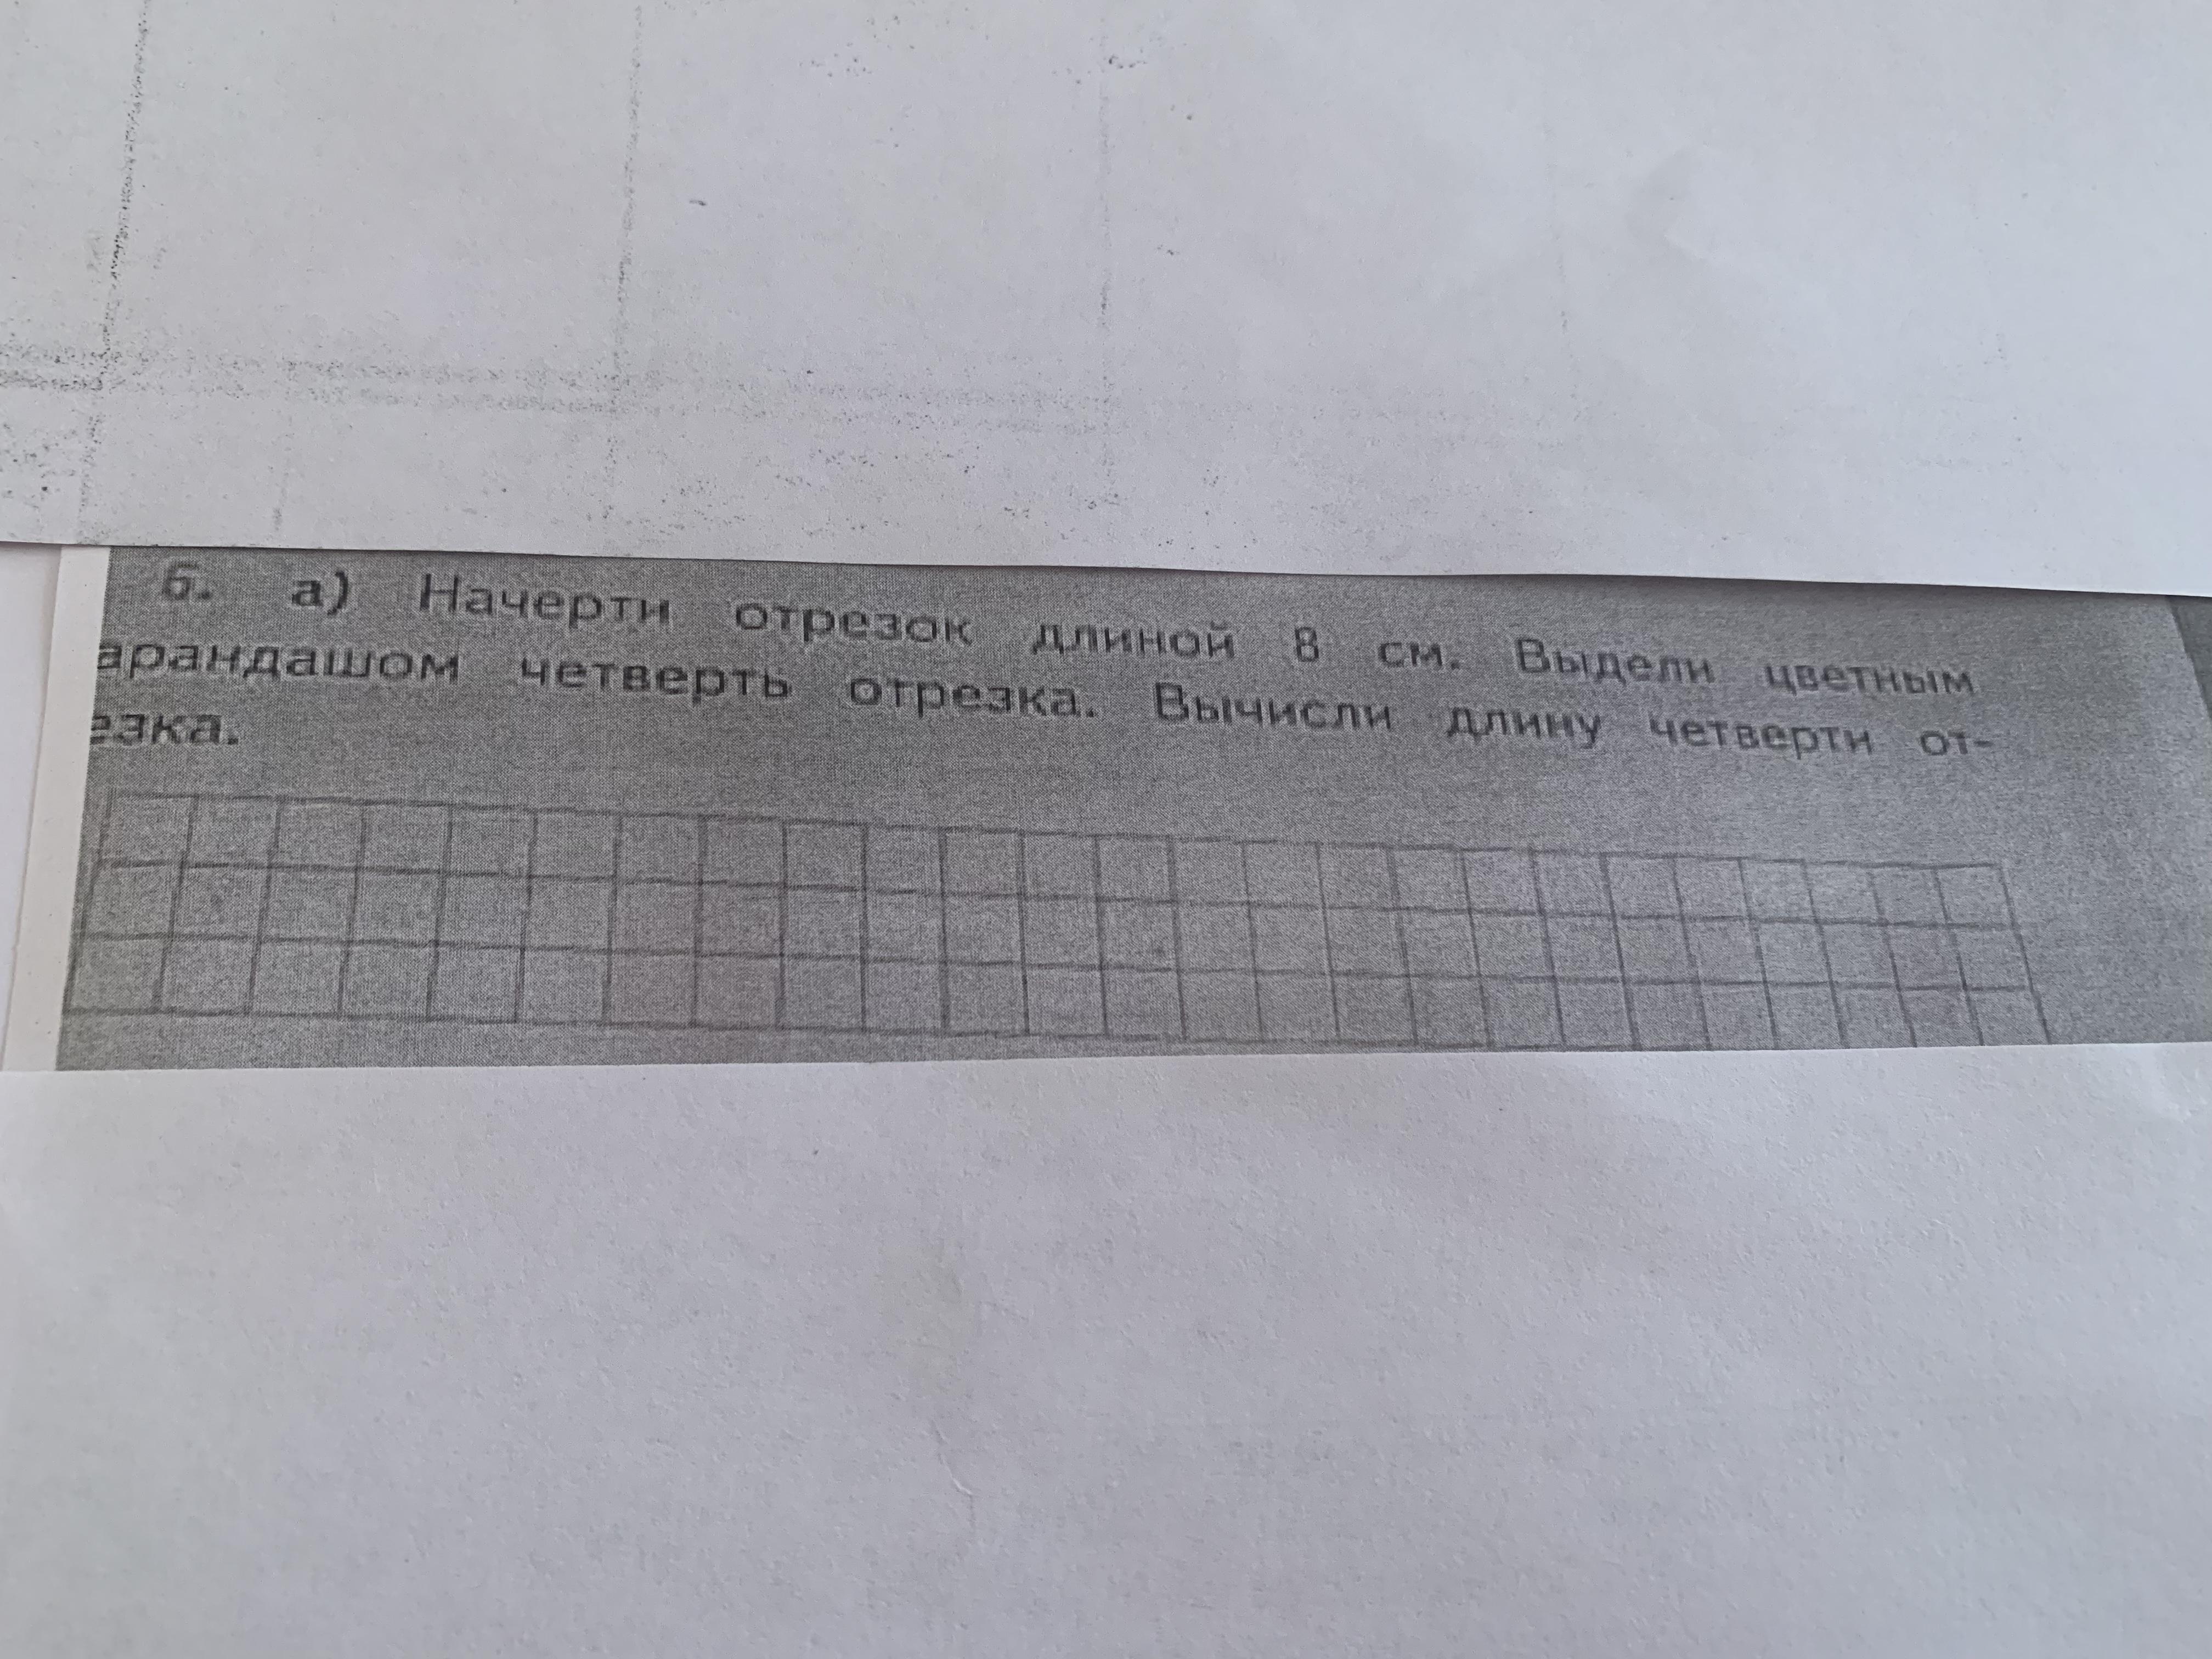 6. а) Начерти отрезок длиной 8 см. Выдели цветным
арандашом четверть отрезка. Вычисли длину четверти от-
езка.